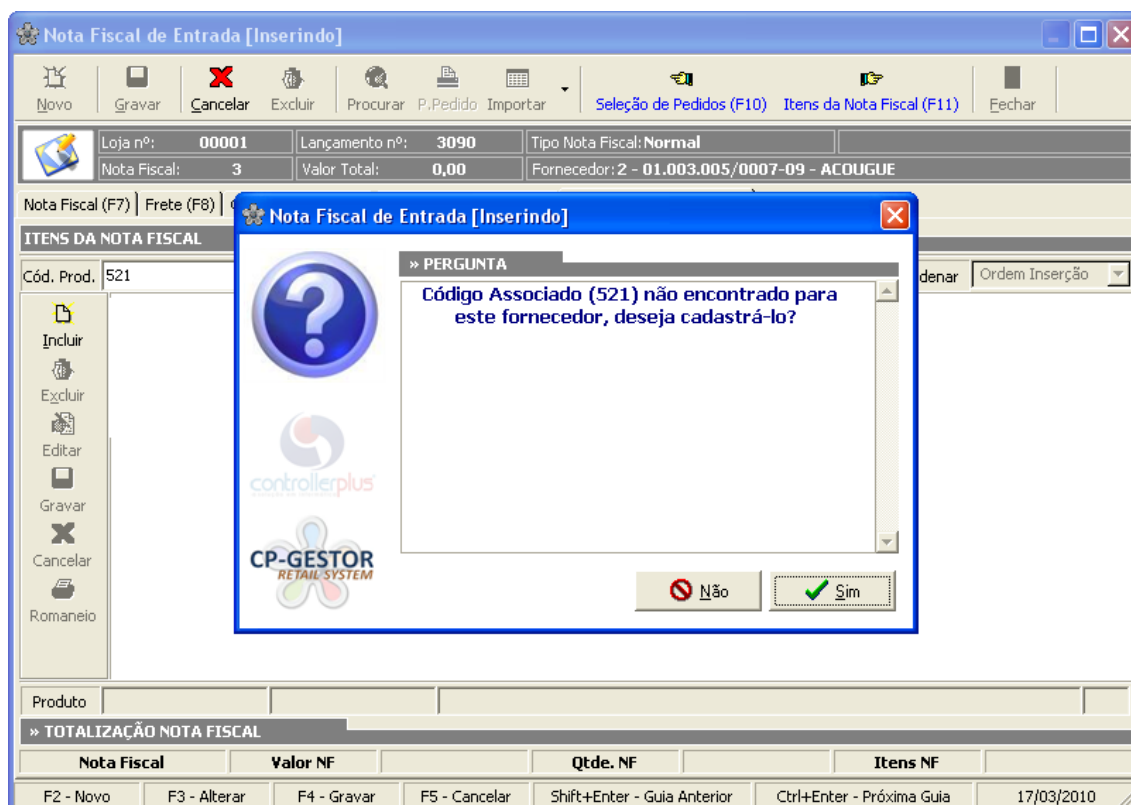 Nota Fiscal de Entrada [Inserindo]
Novo Gravar Cancelar Excluir Procurar P.Pedido Importar Seleção de Pedidos (F10) Itens da Nota Fiscal (F11) Fechar
Loja nº: 00001 Lançamento nº: 3090 Tipo Nota Fiscal: Normal
Nota Fiscal: 3 Valor Total: 0,00 Fornecedor: 2 - 01.003.005/0007-09 - ACOUGUE
Nota Fiscal (F7) Frete (F8)
ITENS DA NOTA FISCAL
Cód. Prod. 521 denar Ordem Inserção
Incluir
Excluir
Editar
Gravar
Cancelar
Romaneio
Nota Fiscal de Entrada [Inserindo]
» PERGUNTA
Código Associado (521) não encontrado para
este fornecedor, deseja cadastrá-lo?
controllerplus
CP-GESTOR
RETAIL SYSTEM
Não Sim
Produto
» TOTALIZAÇÃO NOTA FISCAL
Nota Fiscal Valor NF Qtde. NF Itens NF
F2 - Novo F3 - Alterar F4 - Gravar F5 - Cancelar Shift+Enter - Guia Anterior Ctrl+Enter - Próxima Guia 17/03/2010